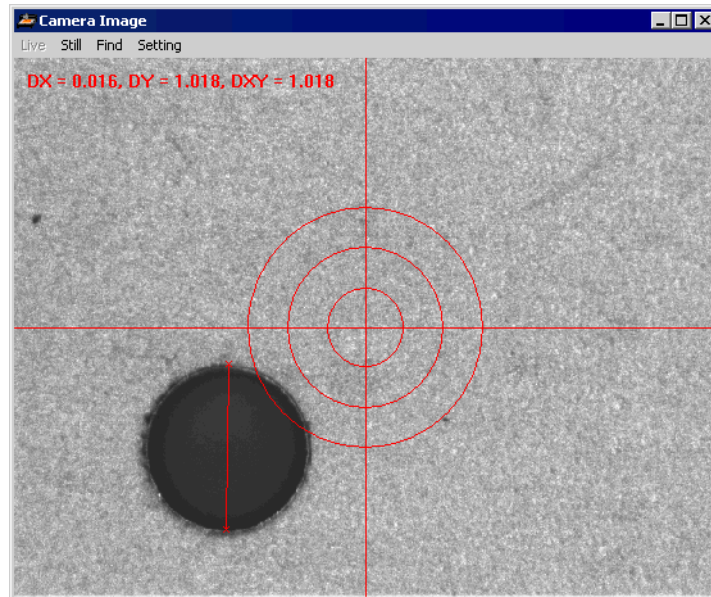 Camera Image
Live Still Find Setting
DX = 0.016, DY = 1.018, DXY = 1.018